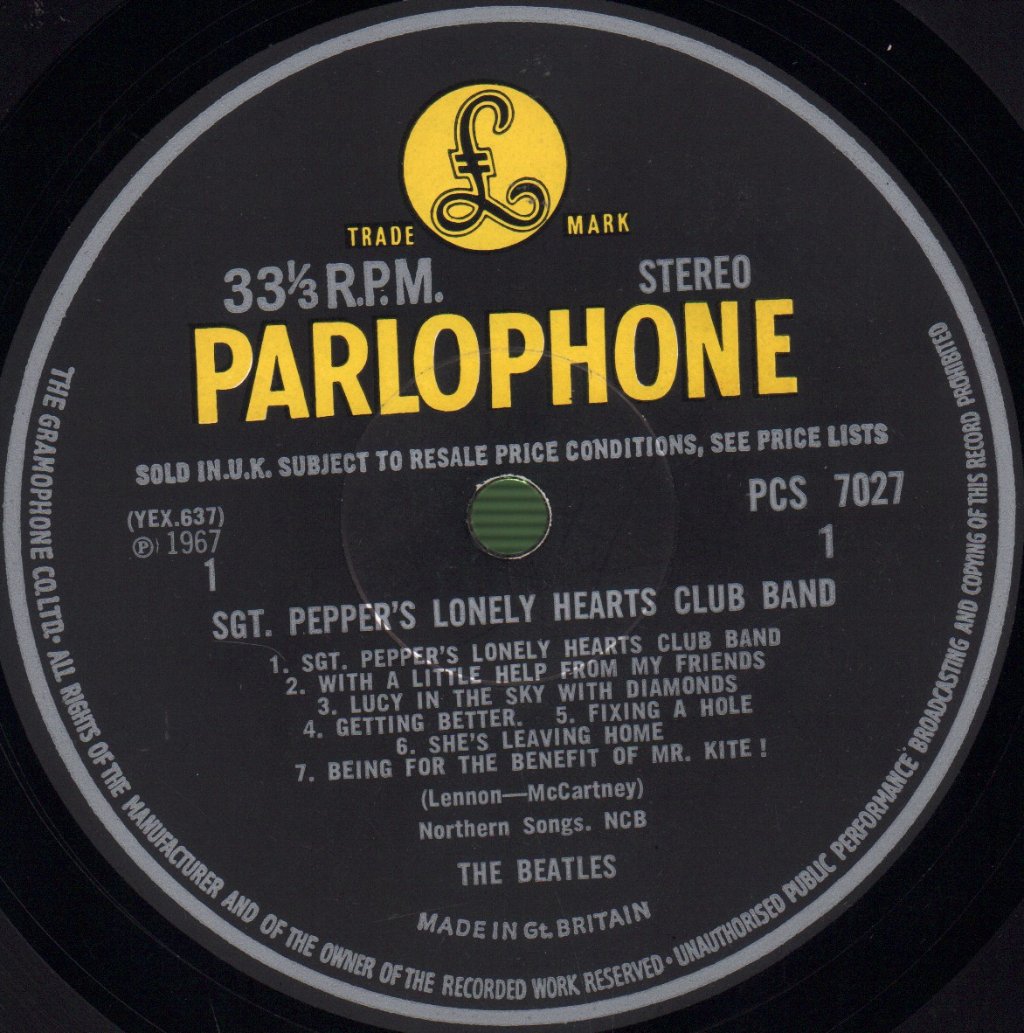 £
TRADE MARK
33⅓ R.P.M. STEREO
PARLOPHONE
SOLD IN.U.K. SUBJECT TO RESALE PRICE CONDITIONS, SEE PRICE LISTS
(YEX.637) PCS 7027
Ⓟ 1967
1 1
SGT. PEPPER'S LONELY HEARTS CLUB BAND
1. SGT. PEPPER'S LONELY HEARTS CLUB BAND
2. WITH A LITTLE HELP FROM MY FRIENDS
3. LUCY IN THE SKY WITH DIAMONDS
4. GETTING BETTER. 5. FIXING A HOLE
6. SHE'S LEAVING HOME
7. BEING FOR THE BENEFIT OF MR. KITE !
(Lennon—McCartney)
Northern Songs. NCB
THE BEATLES
MADE IN Gt. BRITAIN
THE GRAMOPHONE CO. LTD. · ALL RIGHTS OF THE MANUFACTURER AND OF THE OWNER OF THE RECORDED WORK RESERVED · UNAUTHORISED PUBLIC PERFORMANCE BROADCASTING AND COPYING OF THIS RECORD PROHIBITED